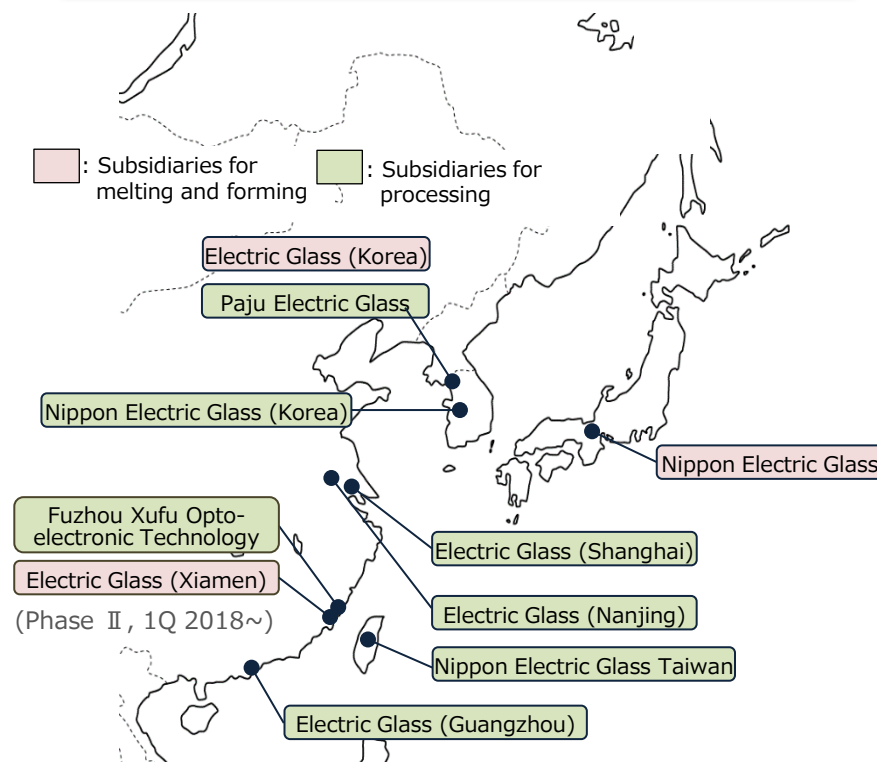 : Subsidiaries for
melting and forming
: Subsidiaries for
processing
Electric Glass (Korea)
Paju Electric Glass
Nippon Electric Glass (Korea)
Nippon Electric Glass
Fuzhou Xufu Opto-
electronic Technology
Electric Glass (Shanghai)
Electric Glass (Xiamen)
(Phase Ⅱ, 1Q 2018~)
Electric Glass (Nanjing)
Nippon Electric Glass Taiwan
Electric Glass (Guangzhou)